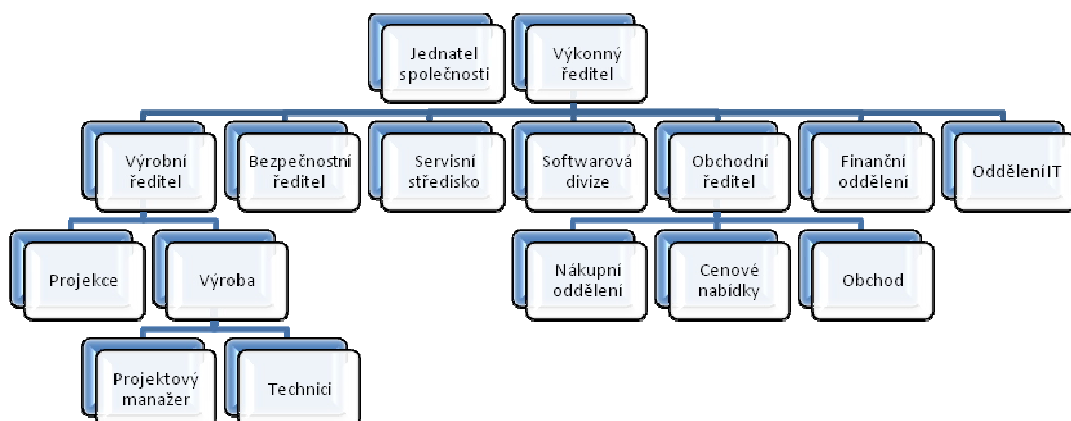 Jednatel
společnosti
Výkonný
ředitel
Výrobní
ředitel
Bezpečnostní
ředitel
Servisní
středisko
Softwarová
divize
Obchodní
ředitel
Finanční
oddělení
Oddělení IT
Projekce
Výroba
Nákupní
oddělení
Cenové
nabídky
Obchod
Projektový
manažer
Technici